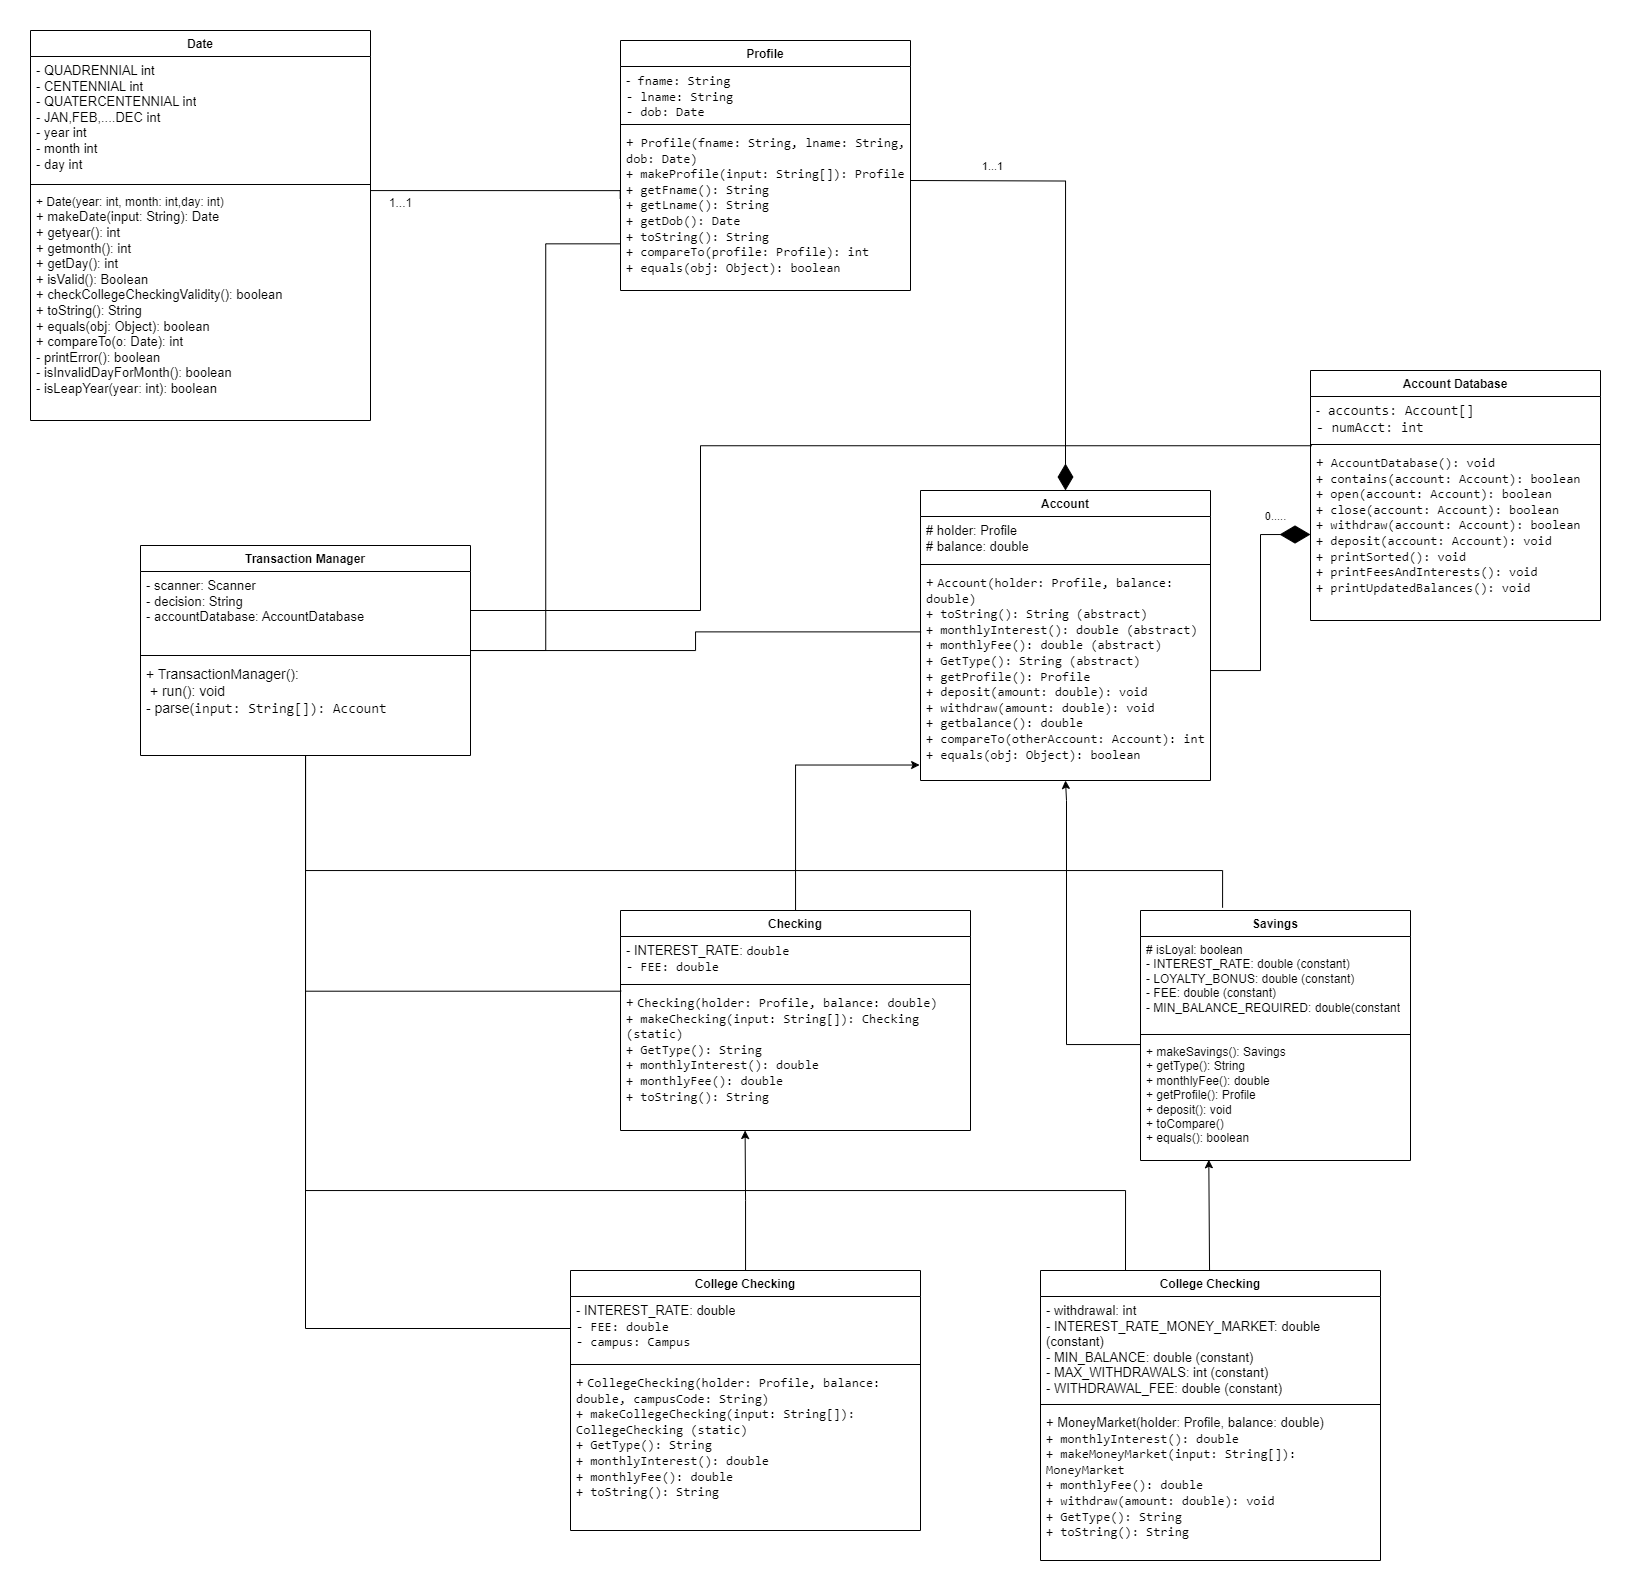 Date
- QUADRENNIAL int
- CENTENNIAL int
- QUATERCENTENNIAL int
- JAN,FEB,....DEC int
- year int
- month int
- day int
+ Date(year: int, month: int,day: int)
+ makeDate(input: String): Date
+ getyear(): int
+ getmonth(): int
+ getDay(): int
+ isValid(): Boolean
+ checkCollegeCheckingValidity(): boolean
+ toString(): String
+ equals(obj: Object): boolean
+ compareTo(o: Date): int
- printError(): boolean
- isInvalidDayForMonth(): boolean
- isLeapYear(year: int): boolean
1...1
Profile
- fname: String
- lname: String
- dob: Date
+ Profile(fname: String, lname: String,
dob: Date)
+ makeProfile(input: String[]): Profile
+ getFname(): String
+ getLname(): String
+ getDob(): Date
+ toString(): String
+ compareTo(profile: Profile): int
+ equals(obj: Object): boolean
1...1
Account Database
- accounts: Account[]
- numAcct: int
+ AccountDatabase(): void
+ contains(account: Account): boolean
+ open(account: Account): boolean
+ close(account: Account): boolean
+ withdraw(account: Account): boolean
+ deposit(account: Account): void
+ printSorted(): void
+ printFeesAndInterests(): void
+ printUpdatedBalances(): void
0.....
Account
# holder: Profile
# balance: double
+ Account(holder: Profile, balance:
double)
+ toString(): String (abstract)
+ monthlyInterest(): double (abstract)
+ monthlyFee(): double (abstract)
+ GetType(): String (abstract)
+ getProfile(): Profile
+ deposit(amount: double): void
+ withdraw(amount: double): void
+ getbalance(): double
+ compareTo(otherAccount: Account): int
+ equals(obj: Object): boolean
Transaction Manager
- scanner: Scanner
- decision: String
- accountDatabase: AccountDatabase
+ TransactionManager():
+ run(): void
- parse(input: String[]): Account
Checking
- INTEREST_RATE: double
- FEE: double
+ Checking(holder: Profile, balance: double)
+ makeChecking(input: String[]): Checking
(static)
+ GetType(): String
+ monthlyInterest(): double
+ monthlyFee(): double
+ toString(): String
Savings
# isLoyal: boolean
- INTEREST_RATE: double (constant)
- LOYALTY_BONUS: double (constant)
- FEE: double (constant)
- MIN_BALANCE_REQUIRED: double(constant
+ makeSavings(): Savings
+ getType(): String
+ monthlyFee(): double
+ getProfile(): Profile
+ deposit(): void
+ toCompare()
+ equals(): boolean
College Checking
- INTEREST_RATE: double
- FEE: double
- campus: Campus
+ CollegeChecking(holder: Profile, balance:
double, campusCode: String)
+ makeCollegeChecking(input: String[]):
CollegeChecking (static)
+ GetType(): String
+ monthlyInterest(): double
+ monthlyFee(): double
+ toString(): String
College Checking
- withdrawal: int
- INTEREST_RATE_MONEY_MARKET: double
(constant)
- MIN_BALANCE: double (constant)
- MAX_WITHDRAWALS: int (constant)
- WITHDRAWAL_FEE: double (constant)
+ MoneyMarket(holder: Profile, balance: double)
+ monthlyInterest(): double
+ makeMoneyMarket(input: String[]):
MoneyMarket
+ monthlyFee(): double
+ withdraw(amount: double): void
+ GetType(): String
+ toString(): String